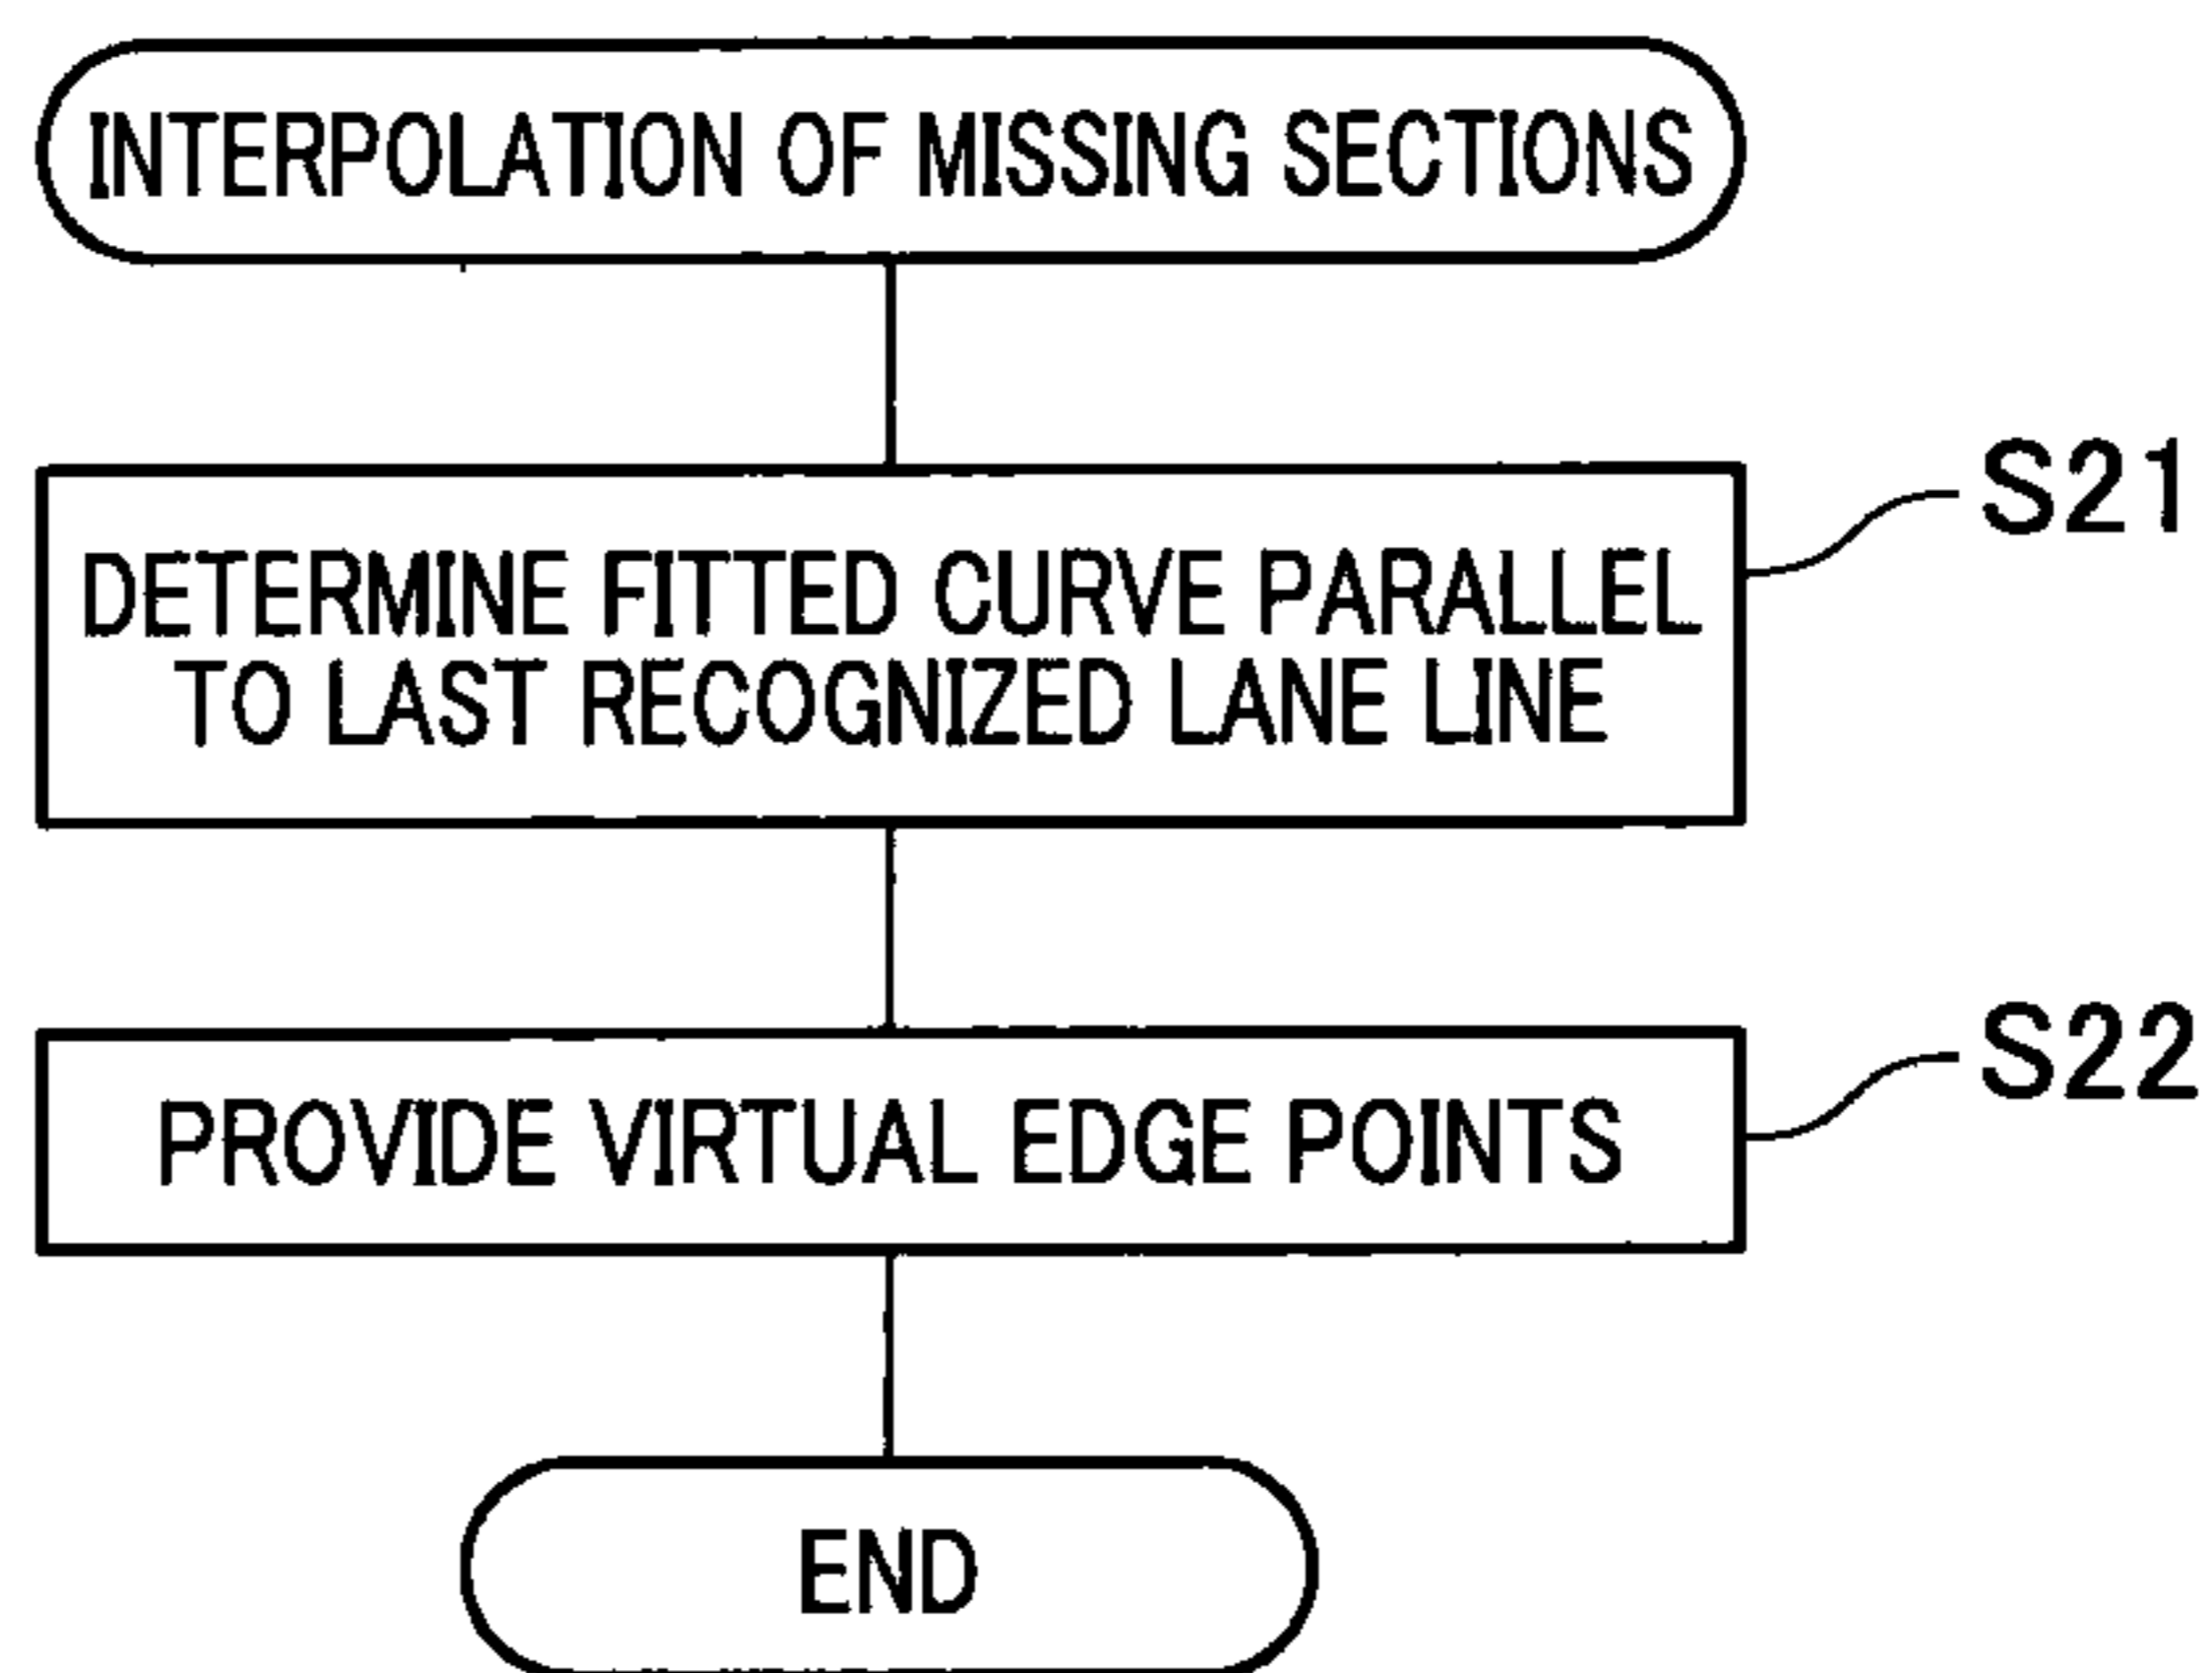 INTERPOLATION OF MISSING SECTIONS
S21
DETERMINE FITTED CURVE PARALLEL
TO LAST RECOGNIZED LANE LINE
S22
PROVIDE VIRTUAL EDGE POINTS
END